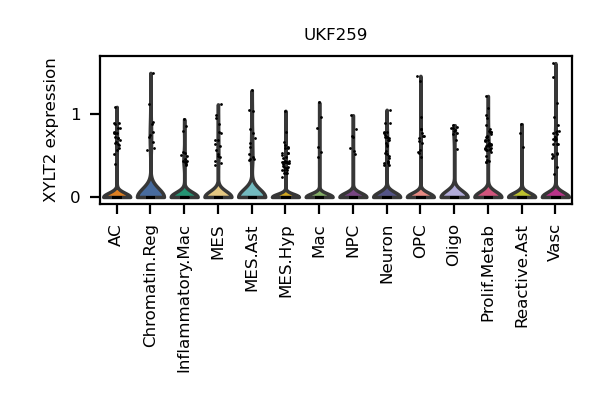 UKF259
XYLT2 expression
1
0
AC
Chromatin.Reg
Inflammatory.Mac
MES
MES.Ast
MES.Hyp
Mac
NPC
Neuron
OPC
Oligo
Prolif.Metab
Reactive.Ast
Vasc